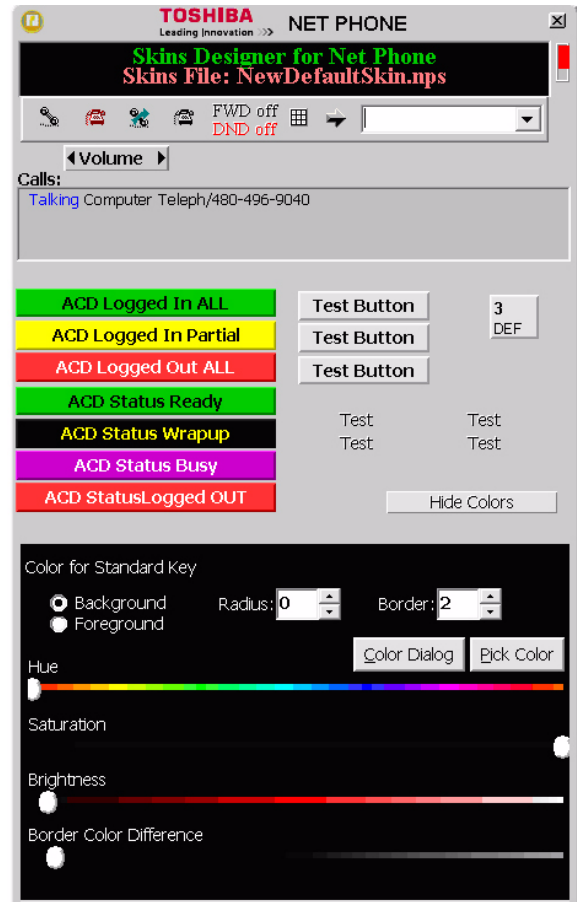 TOSHIBA
Leading Innovation >>> NET PHONE
Skins Designer for Net Phone
Skins File: NewDefaultSkin.nps
FWD off
DND off
Volume
Calls:
Talking Computer Teleph/480-496-9040
ACD Logged In ALL
Test Button
3
DEF
ACD Logged In Partial
Test Button
ACD Logged Out ALL
Test Button
ACD Status Ready
Test Test
ACD Status Wrapup
Test Test
ACD Status Busy
ACD StatusLogged OUT
Hide Colors
Color for Standard Key
Background Radius: 0 Border: 2
Foreground
Color Dialog Pick Color
Hue
Saturation
Brightness
Border Color Difference